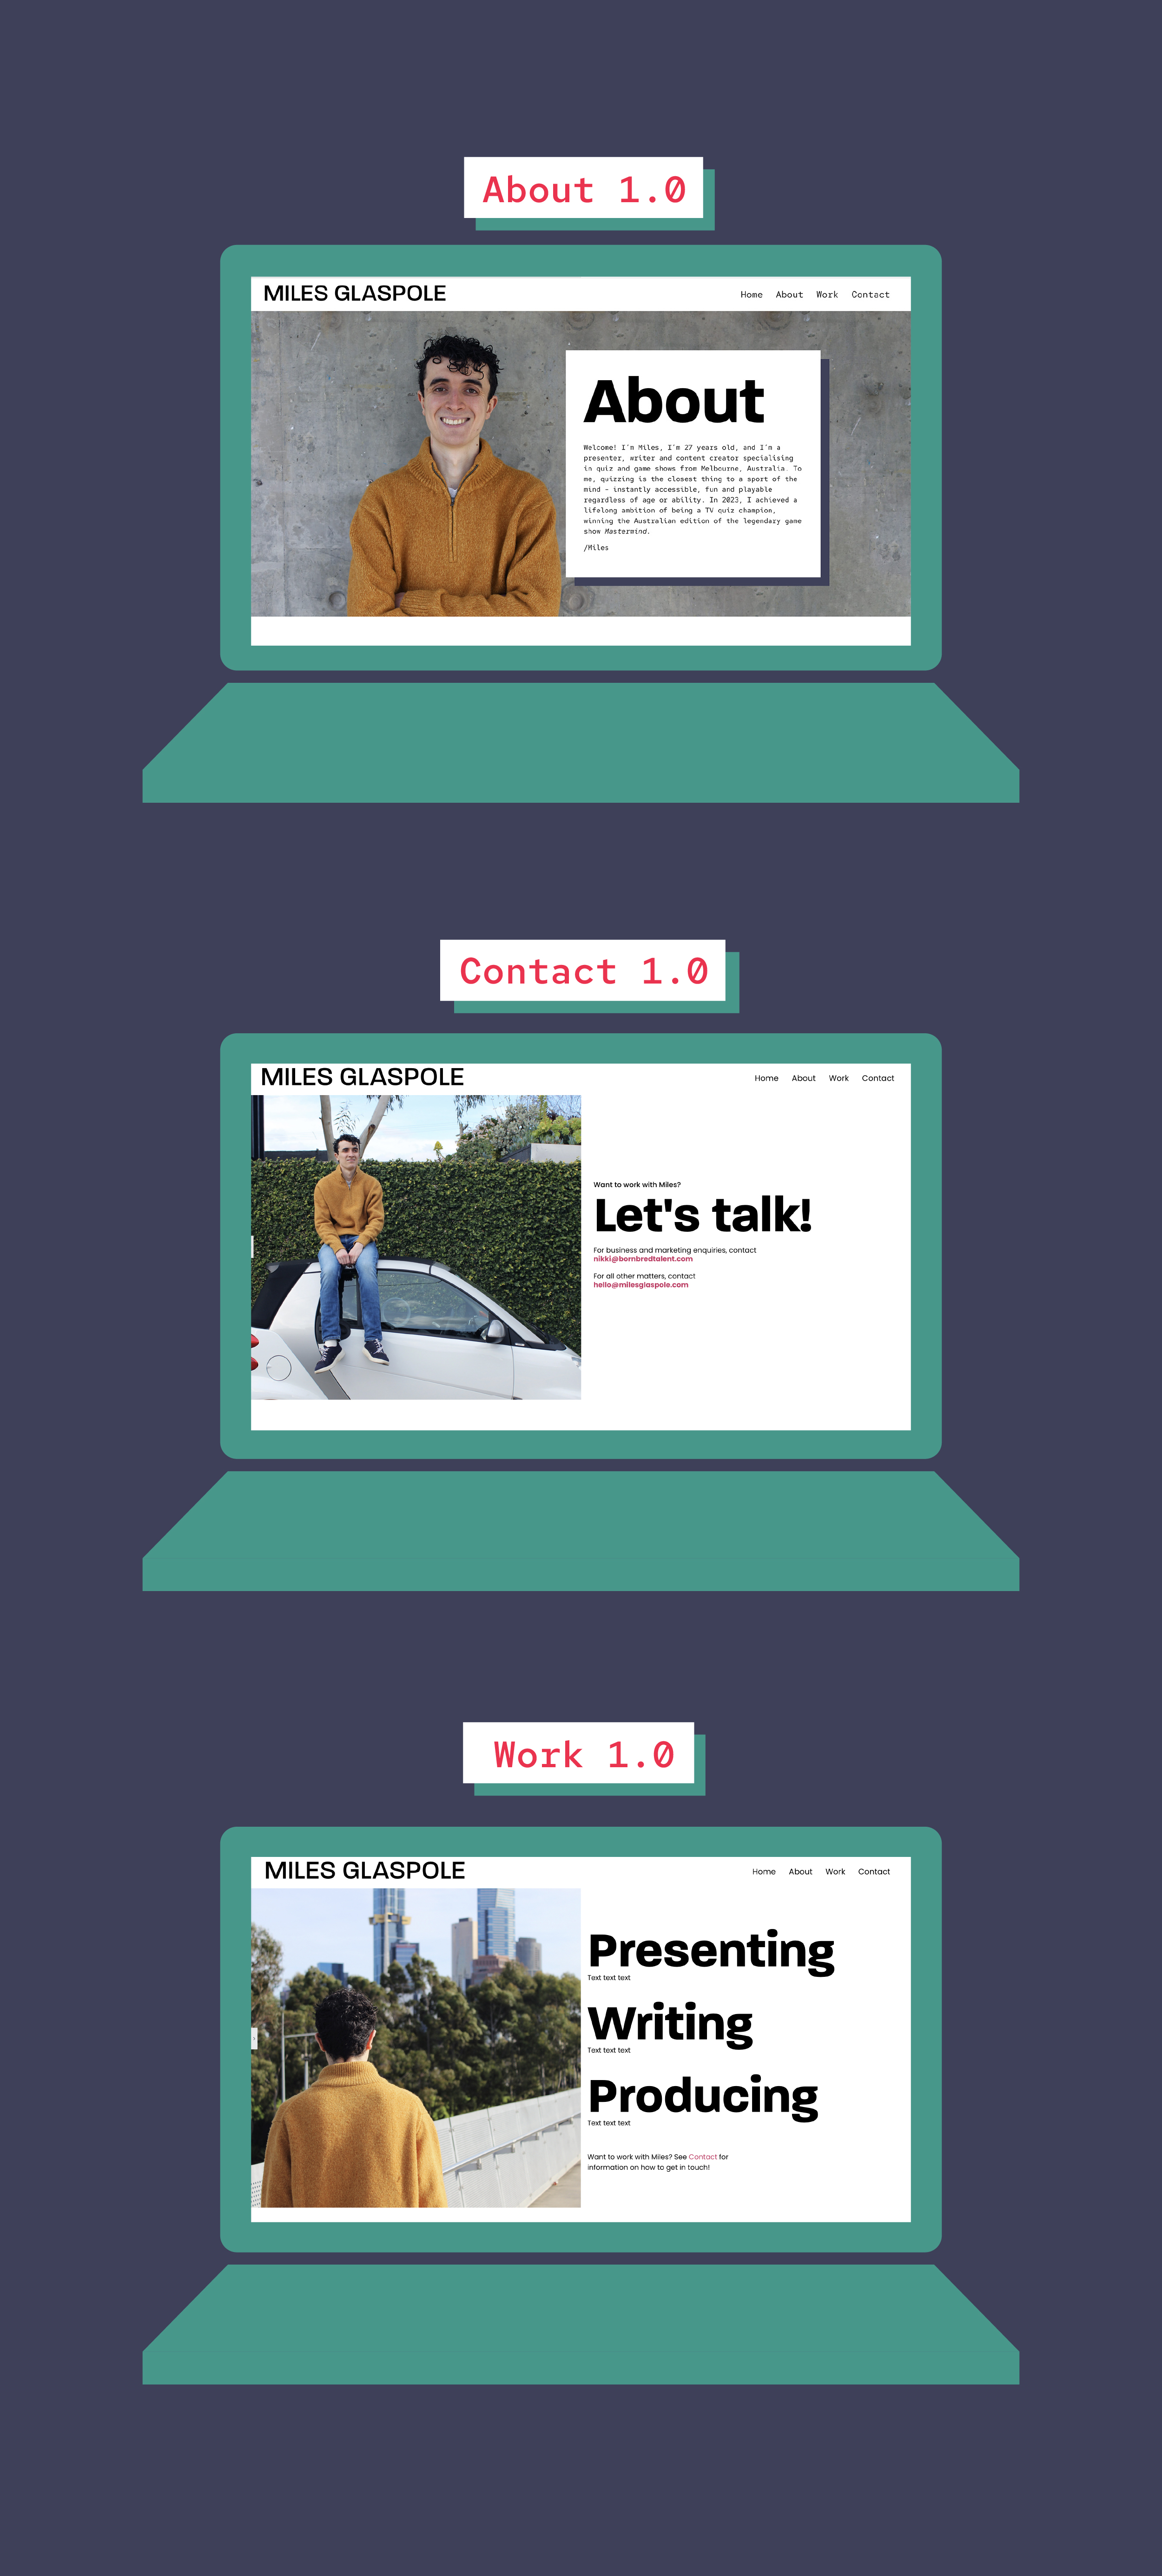 About 1.0
MILES GLASPOLE
Home About Work Contact
About
Welcome! I'm Miles, I'm 27 years old, and I'm a
presenter, writer and content creator specialising
in quiz and game shows from Melbourne, Australia. To
me, quizzing is the closest thing to a sport of the
mind - instantly accessible, fun and playable
regardless of age or ability. In 2023, I achieved a
lifelong ambition of being a TV quiz champion,
winning the Australian edition of the legendary game
show Mastermind.
/Miles
Contact 1.0
MILES GLASPOLE
Home About Work Contact
Want to work with Miles?
Let's talk!
For business and marketing enquiries, contact
nikki@bornbredtalent.com
For all other matters, contact
hello@milesglaspole.com
Work 1.0
MILES GLASPOLE
Home About Work Contact
Presenting
Text text text
Writing
Text text text
Producing
Text text text
Want to work with Miles? See Contact for
information on how to get in touch!